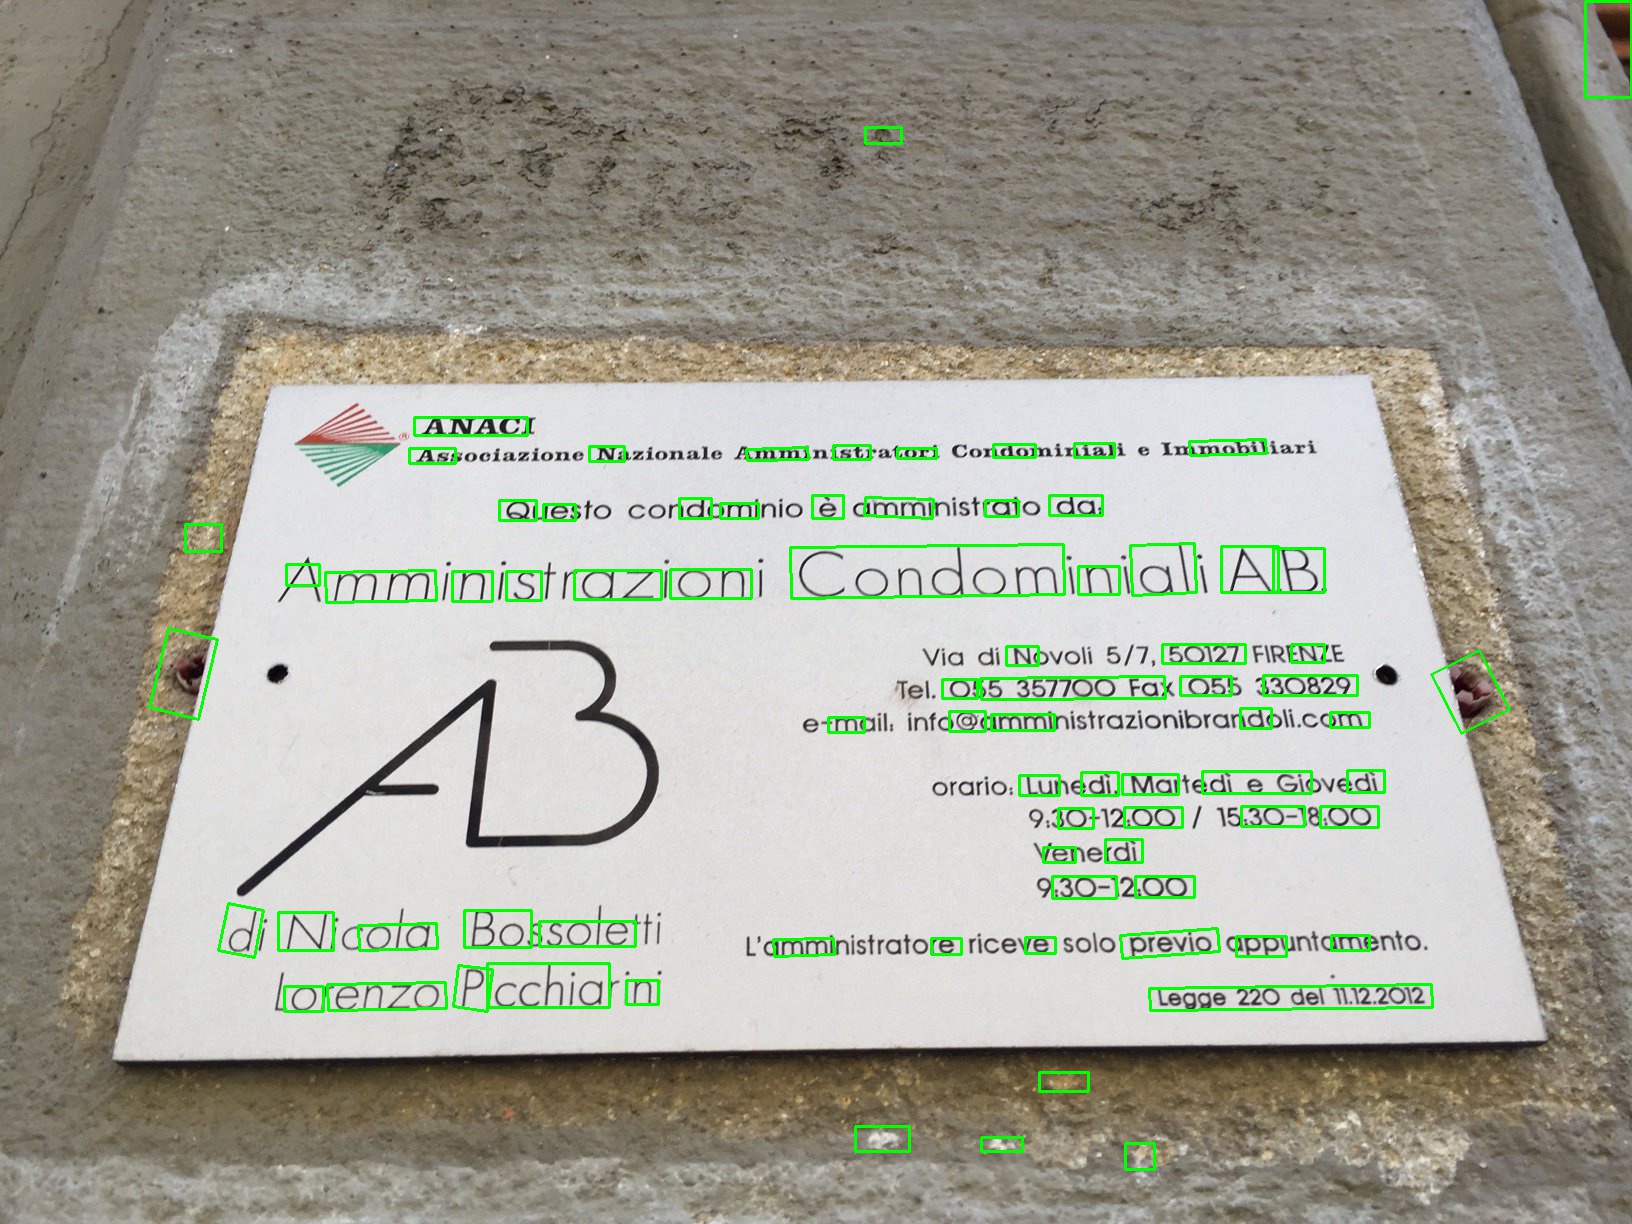 ANACI
Associazione Nazionale Amministratori Condominiali e Immobiliari
Questo condominio è amministrato da:
Amministrazioni Condominiali AB
AB
Via di Novoli 5/7, 50127 FIRENZE
Tel. 055 357700 Fax 055 330829
e-mail: info@amministrazionibrandoli.com
orario: Lunedì, Martedì e Giovedì
9:30-12:00 / 15:30-18:00
Venerdì
9:30-12:00
di Nicola Bossoletti
Lorenzo Picchiarini
L'amministratore riceve solo previo appuntamento.
Legge 220 del 11.12.2012